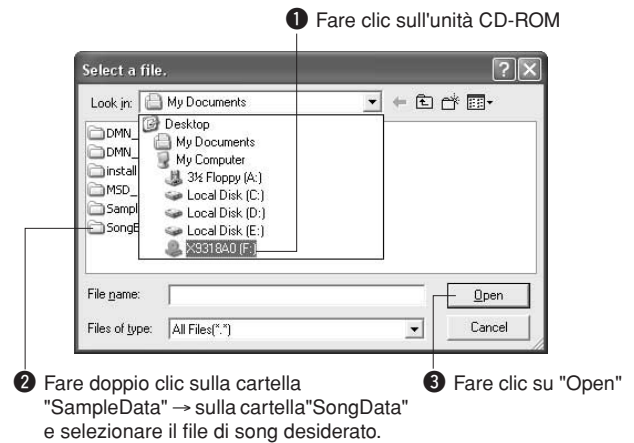 ❶ Fare clic sull'unità CD-ROM
Select a file.
Look in: My Documents
Desktop
My Documents
My Computer
3½ Floppy (A:)
Local Disk (C:)
Local Disk (D:)
Local Disk (E:)
X9318A0 (F:)
DMN_
DMN_
install
MSD_
Sampl
File name:
Open
Files of type: All Files(*.*)
Cancel
❷ Fare doppio clic sulla cartella
"SampleData" → sulla cartella"SongData"
e selezionare il file di song desiderato.
❸ Fare clic su "Open"